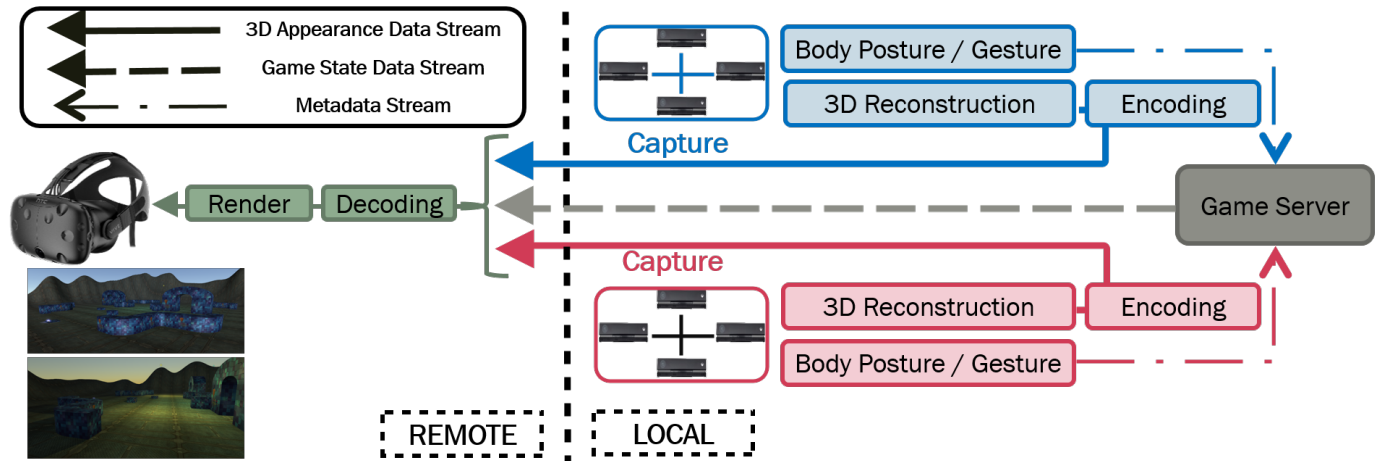 3D Appearance Data Stream
Game State Data Stream
Metadata Stream
Body Posture / Gesture
3D Reconstruction
Encoding
Capture
Render
Decoding
Game Server
Capture
3D Reconstruction
Encoding
Body Posture / Gesture
REMOTE
LOCAL